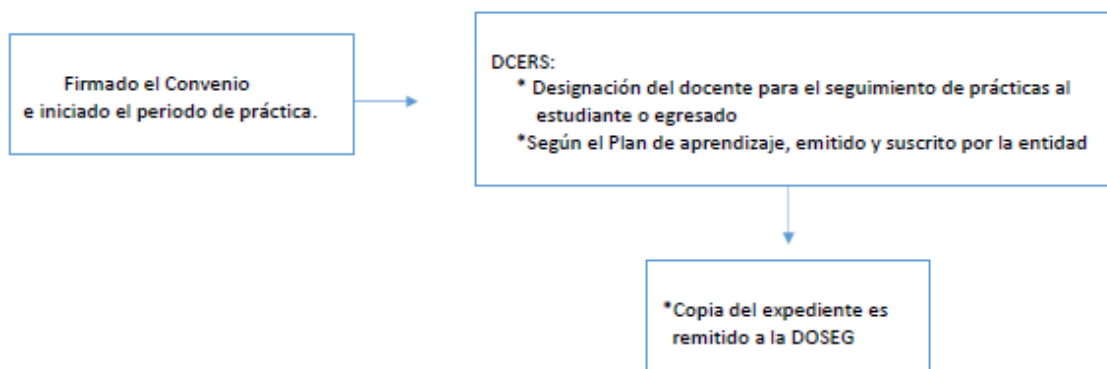 Firmado el Convenio
e iniciado el periodo de práctica.
DCERS:
* Designación del docente para el seguimiento de prácticas al
estudiante o egresado
*Según el Plan de aprendizaje, emitido y suscrito por la entidad
*Copia del expediente es
remitido a la DOSEG